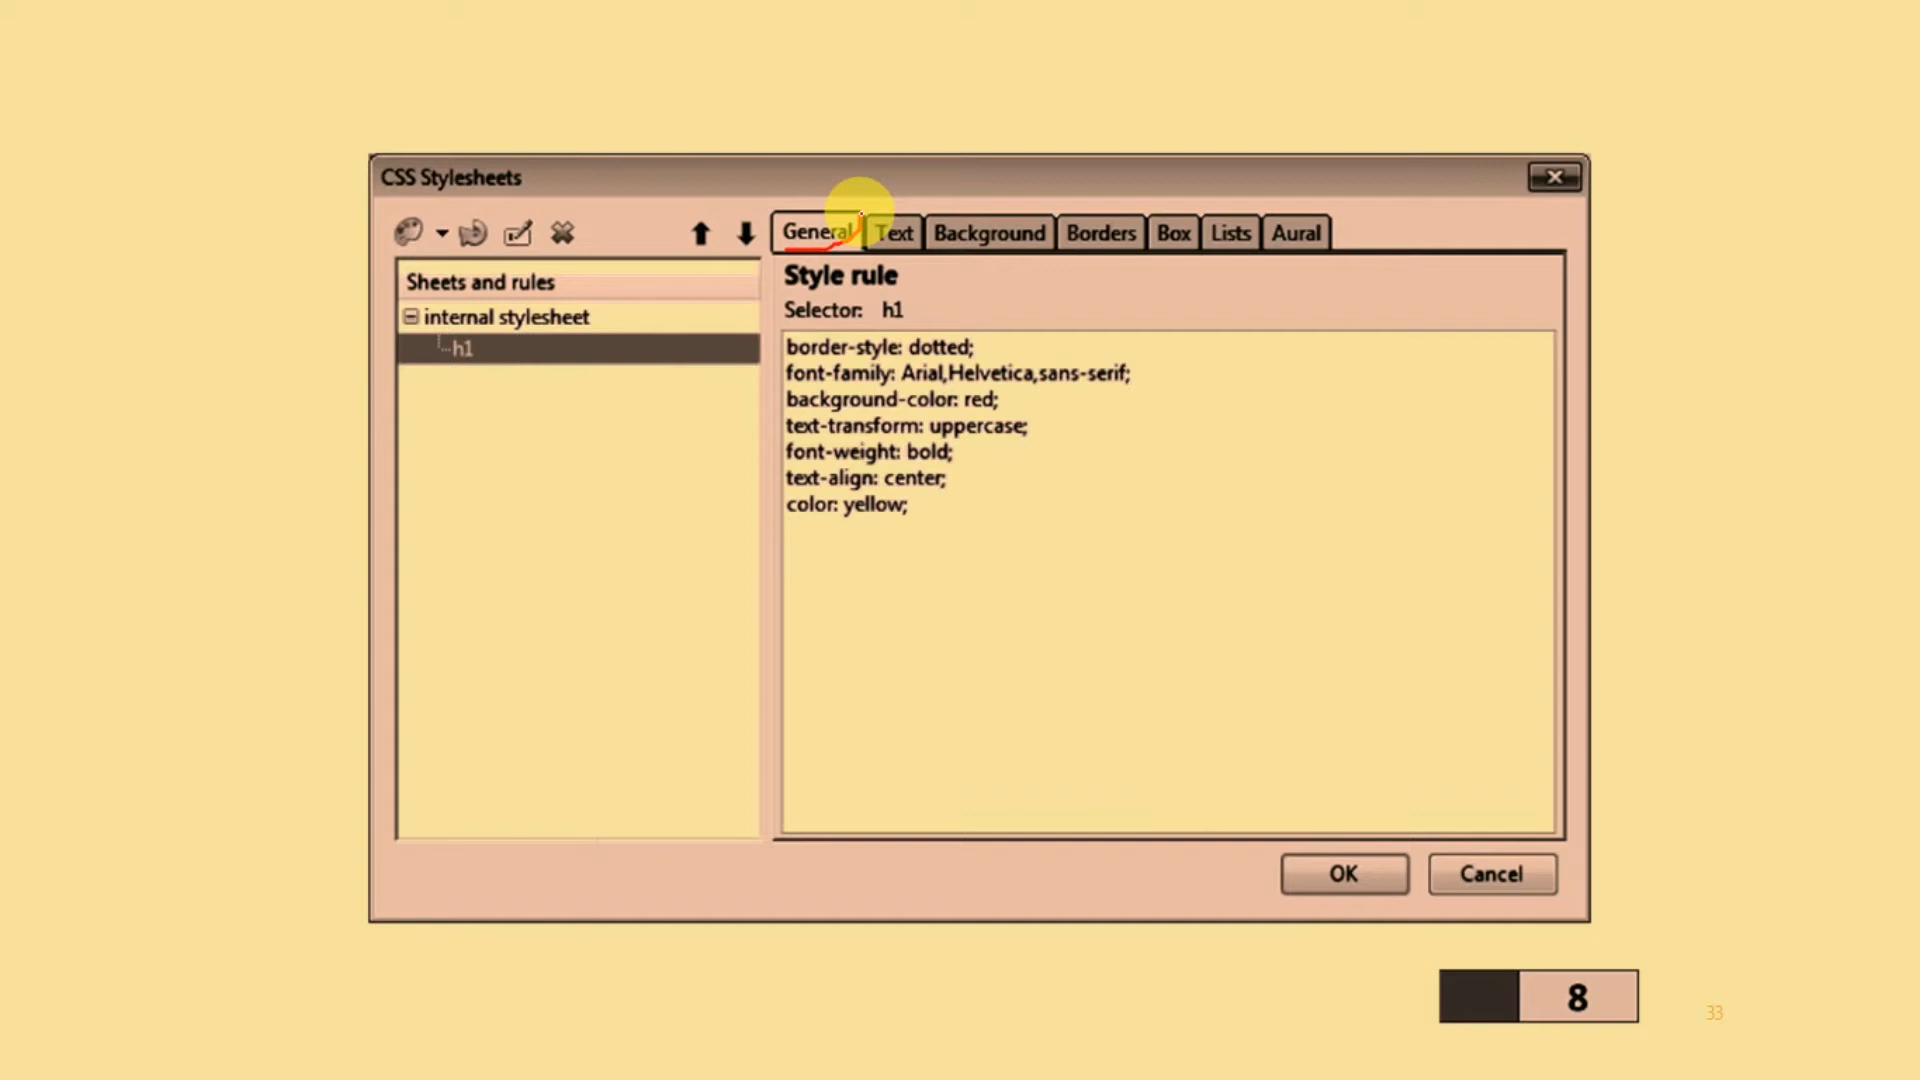 CSS Stylesheets
General Text Background Borders Box Lists Aural
Sheets and rules
internal stylesheet
h1
Style rule
Selector: h1
border-style: dotted;
font-family: Arial,Helvetica,sans-serif;
background-color: red;
text-transform: uppercase;
font-weight: bold;
text-align: center;
color: yellow;
OK Cancel
8
33